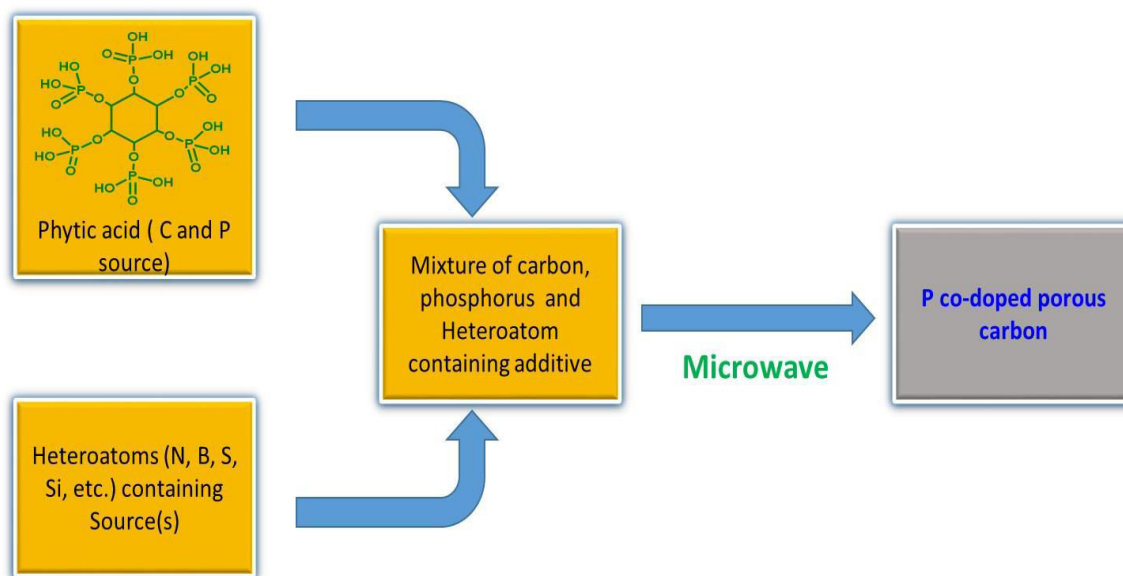 OH
O=P-OH
OH
HO
HO-P
O
O
O
O
P-OH
OH
O
HO
HO-P
O
O
O
O
OH
P-OH
O
HO-P-OH
O
Phytic acid ( C and P
source)
Mixture of carbon,
phosphorus and
Heteroatom
containing additive
Microwave
P co-doped porous
carbon
Heteroatoms (N, B, S,
Si, etc.) containing
Source(s)